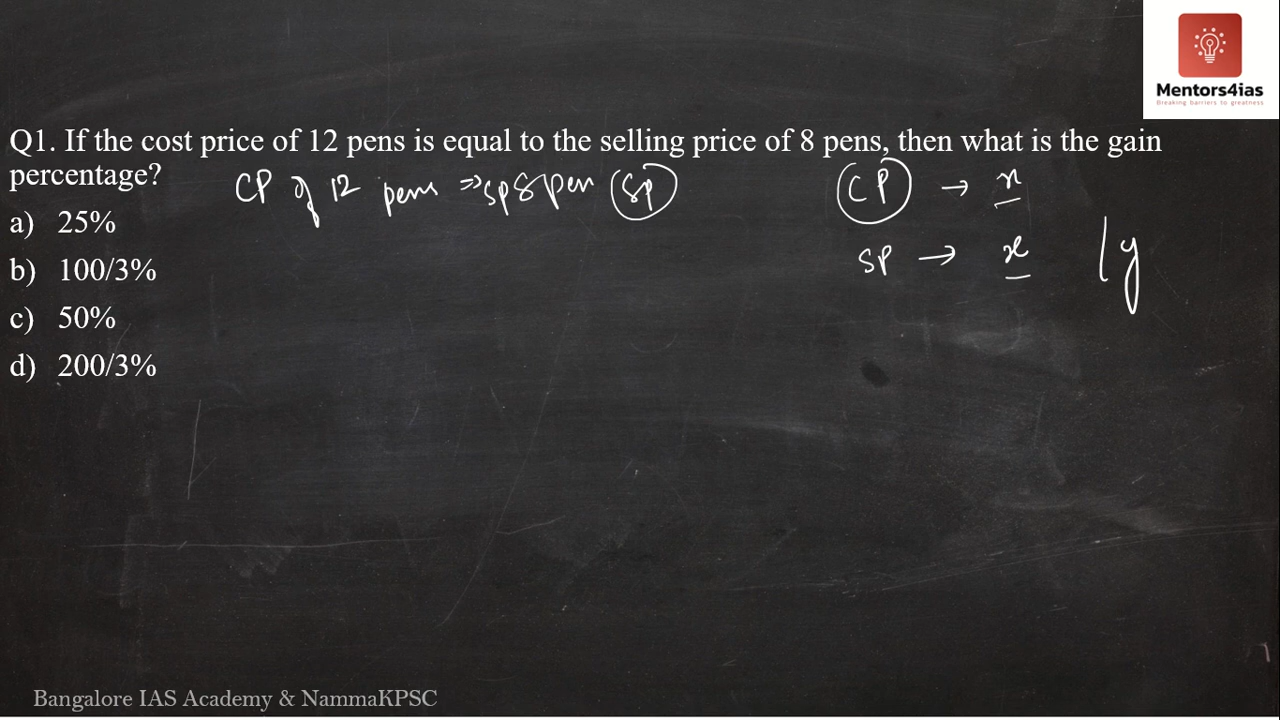 Mentors4ias
Breaking barriers to greatness
Q1. If the cost price of 12 pens is equal to the selling price of 8 pens, then what is the gain
percentage?
CP of 12 pens ⇒ SP 8 pen SP
CP → x
SP → x / y
a) 25%
b) 100/3%
c) 50%
d) 200/3%
Bangalore IAS Academy & NammaKPSC